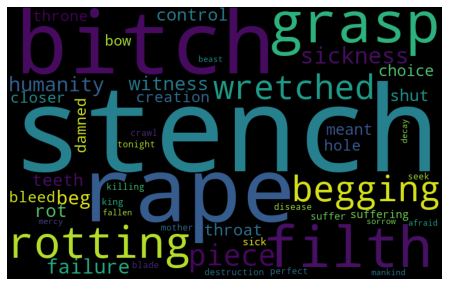 throne control grasp
bitch
bow beast sickness
humanity witness wretched choice
closer creation shut
damned stench meant decay
hole
crawl tonight
teeth rape seek
bleed beg killing begging
rot king disease
fallen suffer suffering
mercy mother throat sorrow afraid
rotting sick filth
piece
failure blade destruction perfect mankind